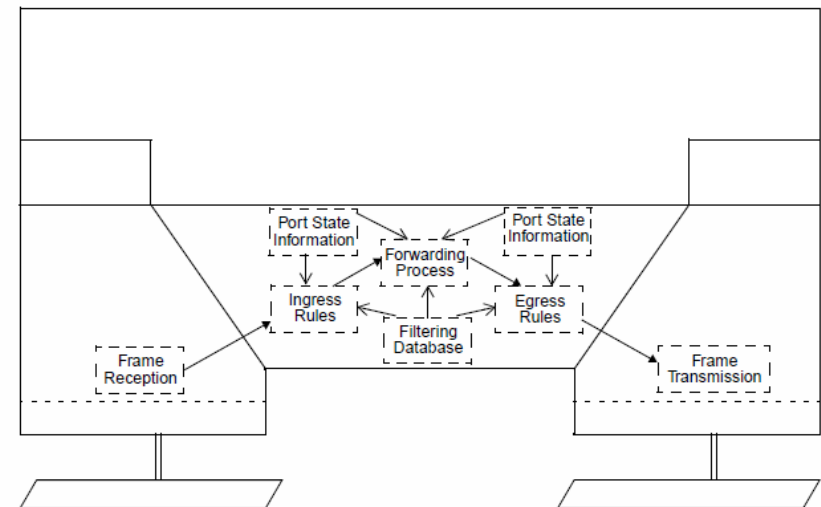 Port State
Information
Port State
Information
Forwarding
Process
Ingress
Rules
Egress
Rules
Filtering
Database
Frame
Reception
Frame
Transmission